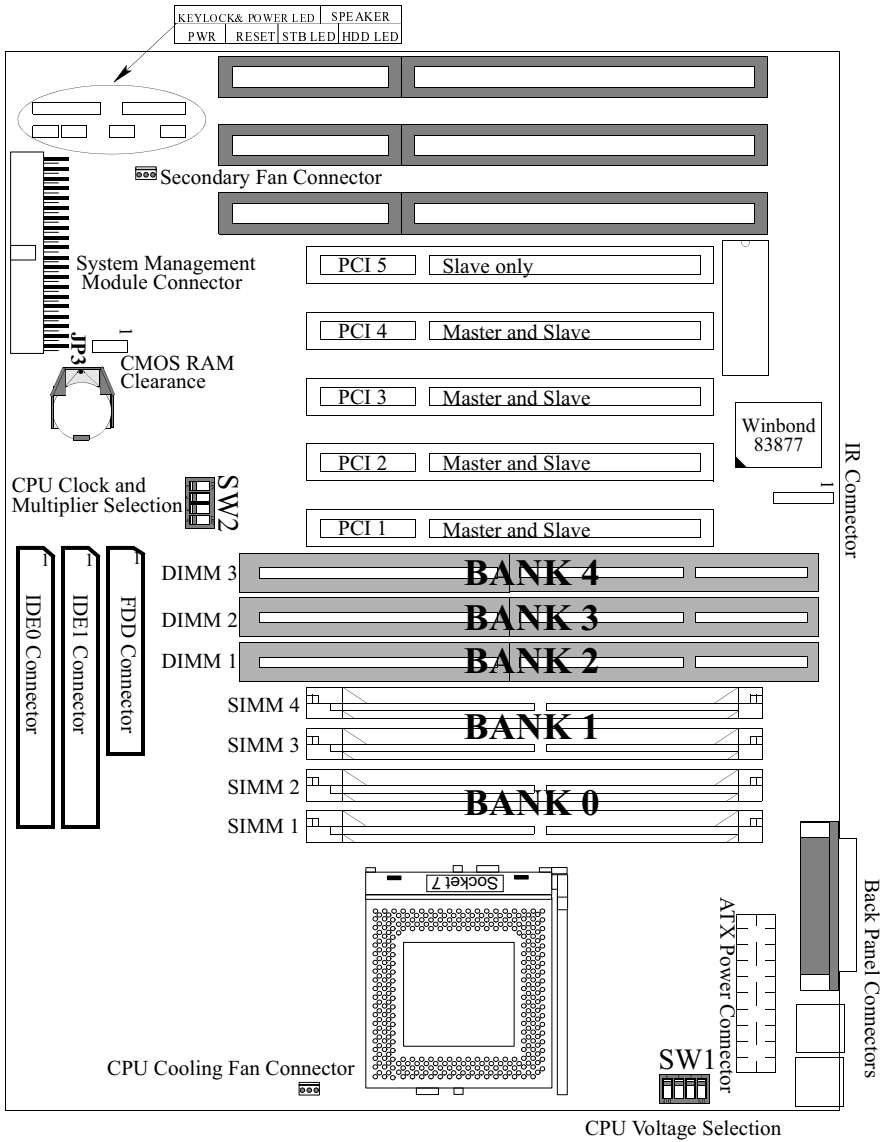 KEYLOCK& POWER LED SPEAKER
PWR RESET STB LED HDD LED
Secondary Fan Connector
System Management
Module Connector
PCI 5 Slave only
PCI 4 Master and Slave
JP3
1
CMOS RAM
Clearance
PCI 3 Master and Slave
Winbond
83877
IR Connector
1
PCI 2 Master and Slave
CPU Clock and
Multiplier Selection
SW2
PCI 1 Master and Slave
1
IDE0 Connector
1
IDE1 Connector
1
FDD Connector
DIMM 3 BANK 4
DIMM 2 BANK 3
DIMM 1 BANK 2
SIMM 4
BANK 1
SIMM 3
SIMM 2
BANK 0
SIMM 1
Socket 7
ATX Power Connector
Back Panel Connectors
CPU Cooling Fan Connector
SW1
CPU Voltage Selection